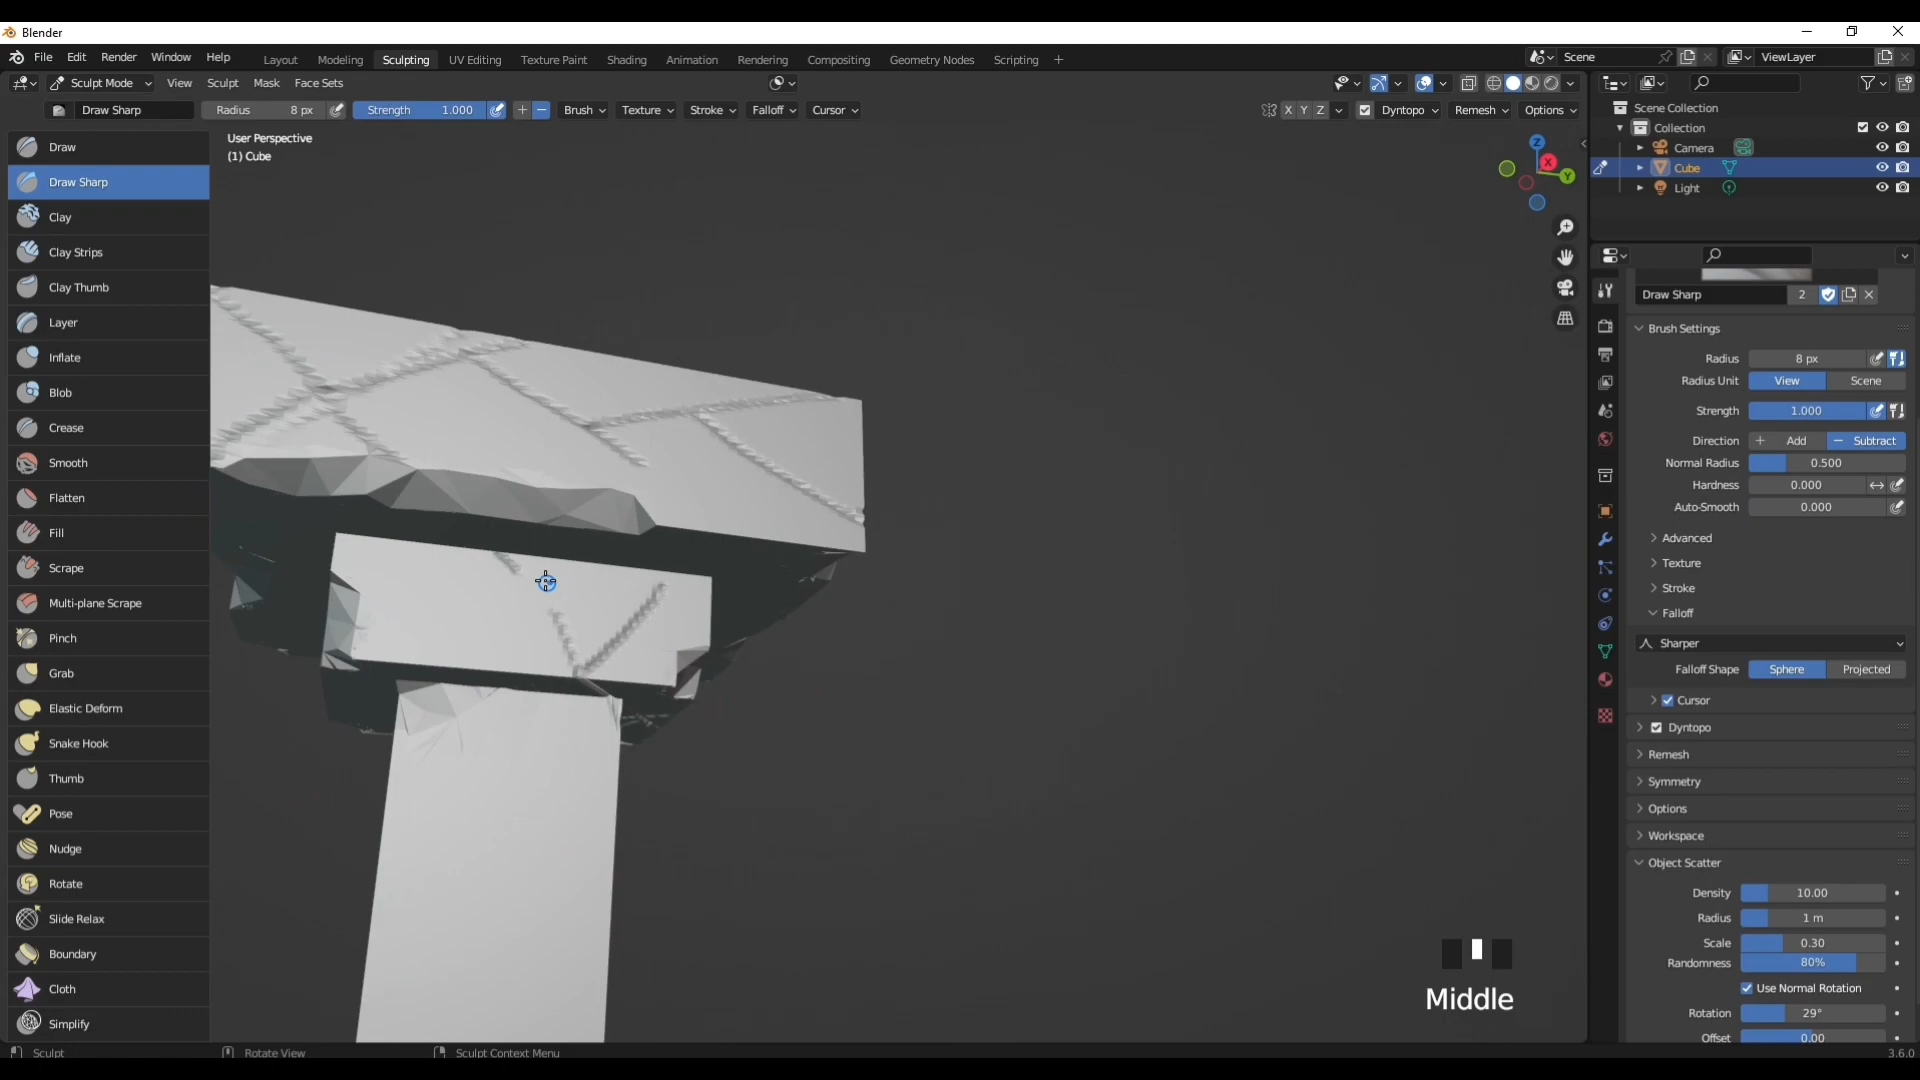 Blender
File Edit Render Window Help
Layout Modeling Sculpting UV Editing Texture Paint Shading Animation Rendering Compositing Geometry Nodes Scripting +
Scene
ViewLayer
Sculpt Mode View Sculpt Mask Face Sets
Draw Sharp Radius 8 px Strength 1.000 Brush Texture Stroke Falloff Cursor X Y Z Dyntopo Remesh Options
User Perspective
(1) Cube
Z
X
Y
Draw
Draw Sharp
Clay
Clay Strips
Clay Thumb
Layer
Inflate
Blob
Crease
Smooth
Flatten
Fill
Scrape
Multi-plane Scrape
Pinch
Grab
Elastic Deform
Snake Hook
Thumb
Pose
Nudge
Rotate
Slide Relax
Boundary
Cloth
Simplify
Middle
Scene Collection
Collection
Camera
Cube
Light
Draw Sharp 2
Brush Settings
Radius 8 px
Radius Unit View Scene
Strength 1.000
Direction Add Subtract
Normal Radius 0.500
Hardness 0.000
Auto-Smooth 0.000
Advanced
Texture
Stroke
Falloff
Sharper
Falloff Shape Sphere Projected
Cursor
Dyntopo
Remesh
Symmetry
Options
Workspace
Object Scatter
Density 10.00
Radius 1 m
Scale 0.30
Randomness 80%
Use Normal Rotation
Rotation 29°
Offset 0.00
Sculpt Rotate View Sculpt Context Menu 3.6.0